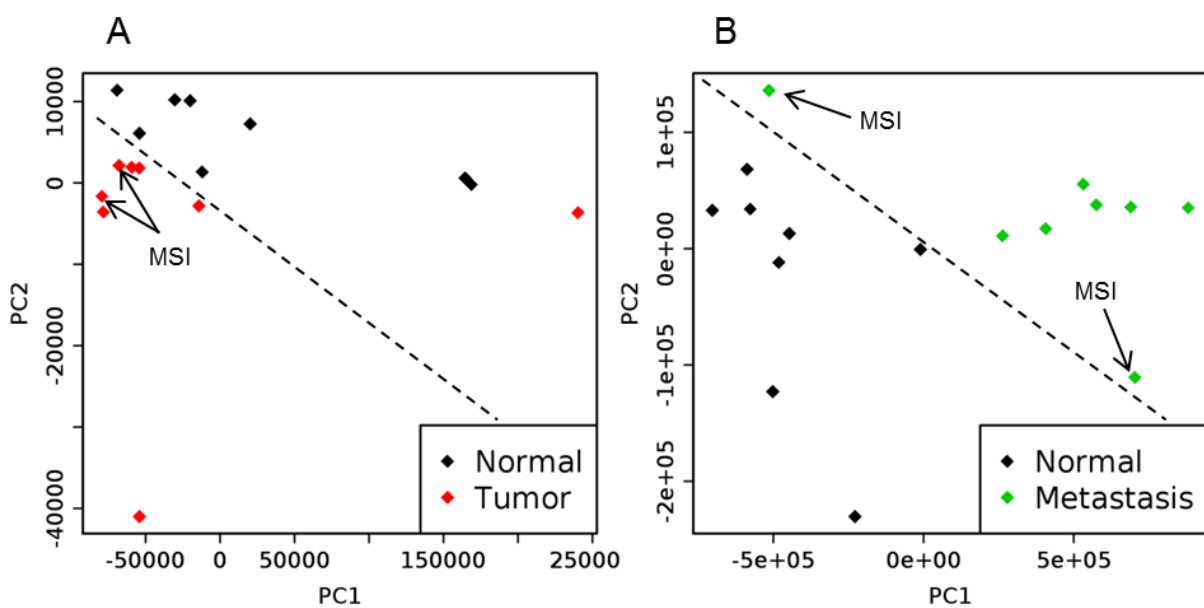 A
B
10000
0
-20000
-40000
PC2
MSI
Normal
Tumor
-50000
0
50000
150000
25000
PC1
1e+05
0e+00
-1e+05
-2e+05
PC2
MSI
MSI
Normal
Metastasis
-5e+05
0e+00
5e+05
PC1